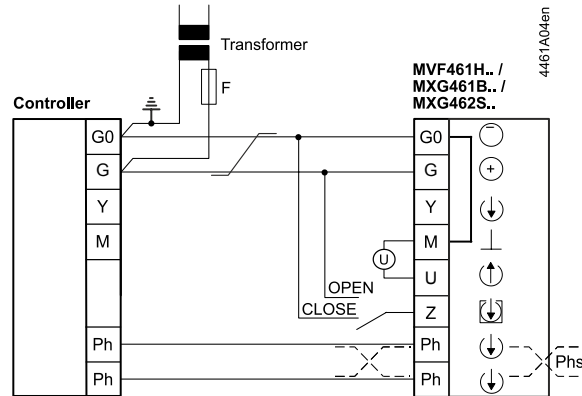 Transformer
F
4461A04en
MVF461H.. /
MXG461B.. /
MXG462S..
Controller
G0
G
Y
M
Ph
Ph
U
OPEN
CLOSE
G0
G
Y
M
U
Z
Ph
Ph
Phs